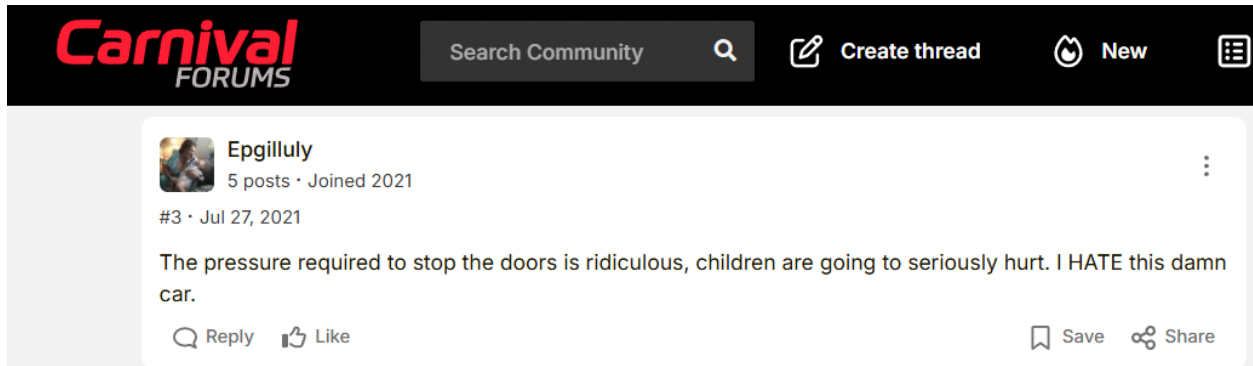 Carnival
FORUMS
Search Community
Create thread
New
Epgilluly
5 posts · Joined 2021
#3 · Jul 27, 2021
The pressure required to stop the doors is ridiculous, children are going to seriously hurt. I HATE this damn
car.
Reply
Like
Save
Share